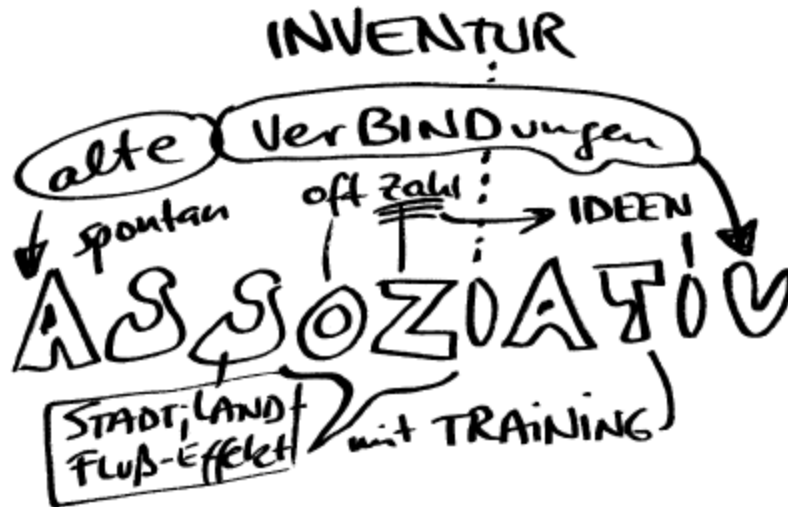 INVENTUR
alte VerBINDungen
spontan oft Zahl IDEEN
ASSOZIATIV
STADT, LAND-
FLUß-Effekt
mit TRAiNiNG